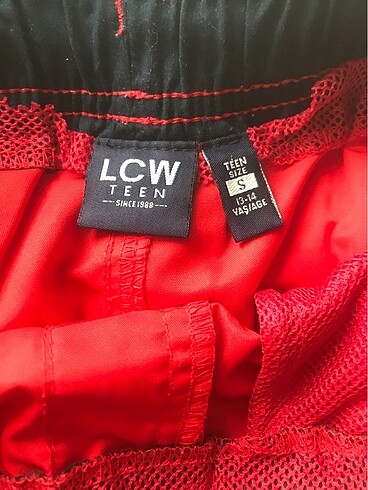 LCW
TEEN
SINCE 1988
TEEN
SIZE
S
13-14
YAŞ/AGE